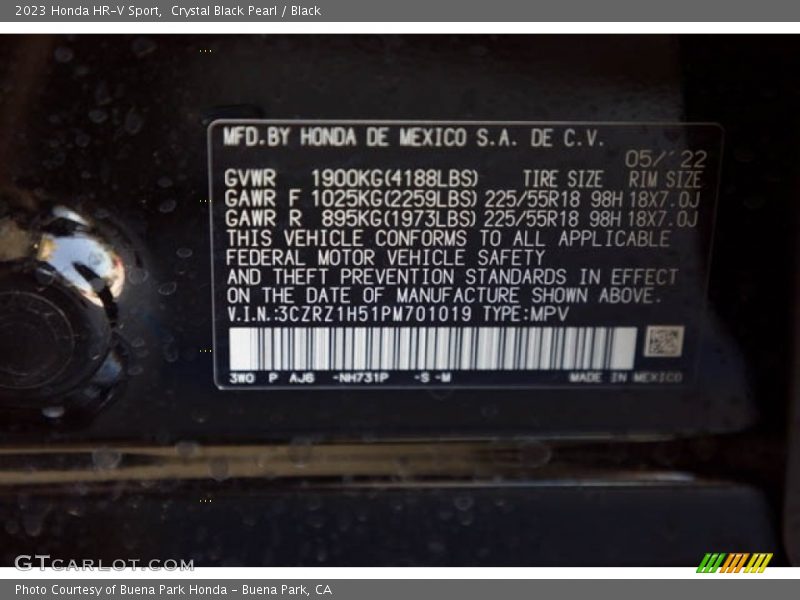 2023 Honda HR-V Sport,  Crystal Black Pearl / Black
MFD.BY HONDA DE MEXICO S.A. DE C.V.
05/'22
GVWR 1900KG(4188LBS) TIRE SIZE RIM SIZE
GAWR F 1025KG(2259LBS) 225/55R18 98H 18X7.0J
GAWR R 895KG(1973LBS) 225/55R18 98H 18X7.0J
THIS VEHICLE CONFORMS TO ALL APPLICABLE
FEDERAL MOTOR VEHICLE SAFETY
AND THEFT PREVENTION STANDARDS IN EFFECT
ON THE DATE OF MANUFACTURE SHOWN ABOVE.
V.I.N.:3CZRZ1H51PM701019 TYPE:MPV
3W0 P AJ6 -NH731P -S -M MADE IN MEXICO
GTCARLOT.COM
Photo Courtesy of Buena Park Honda - Buena Park, CA